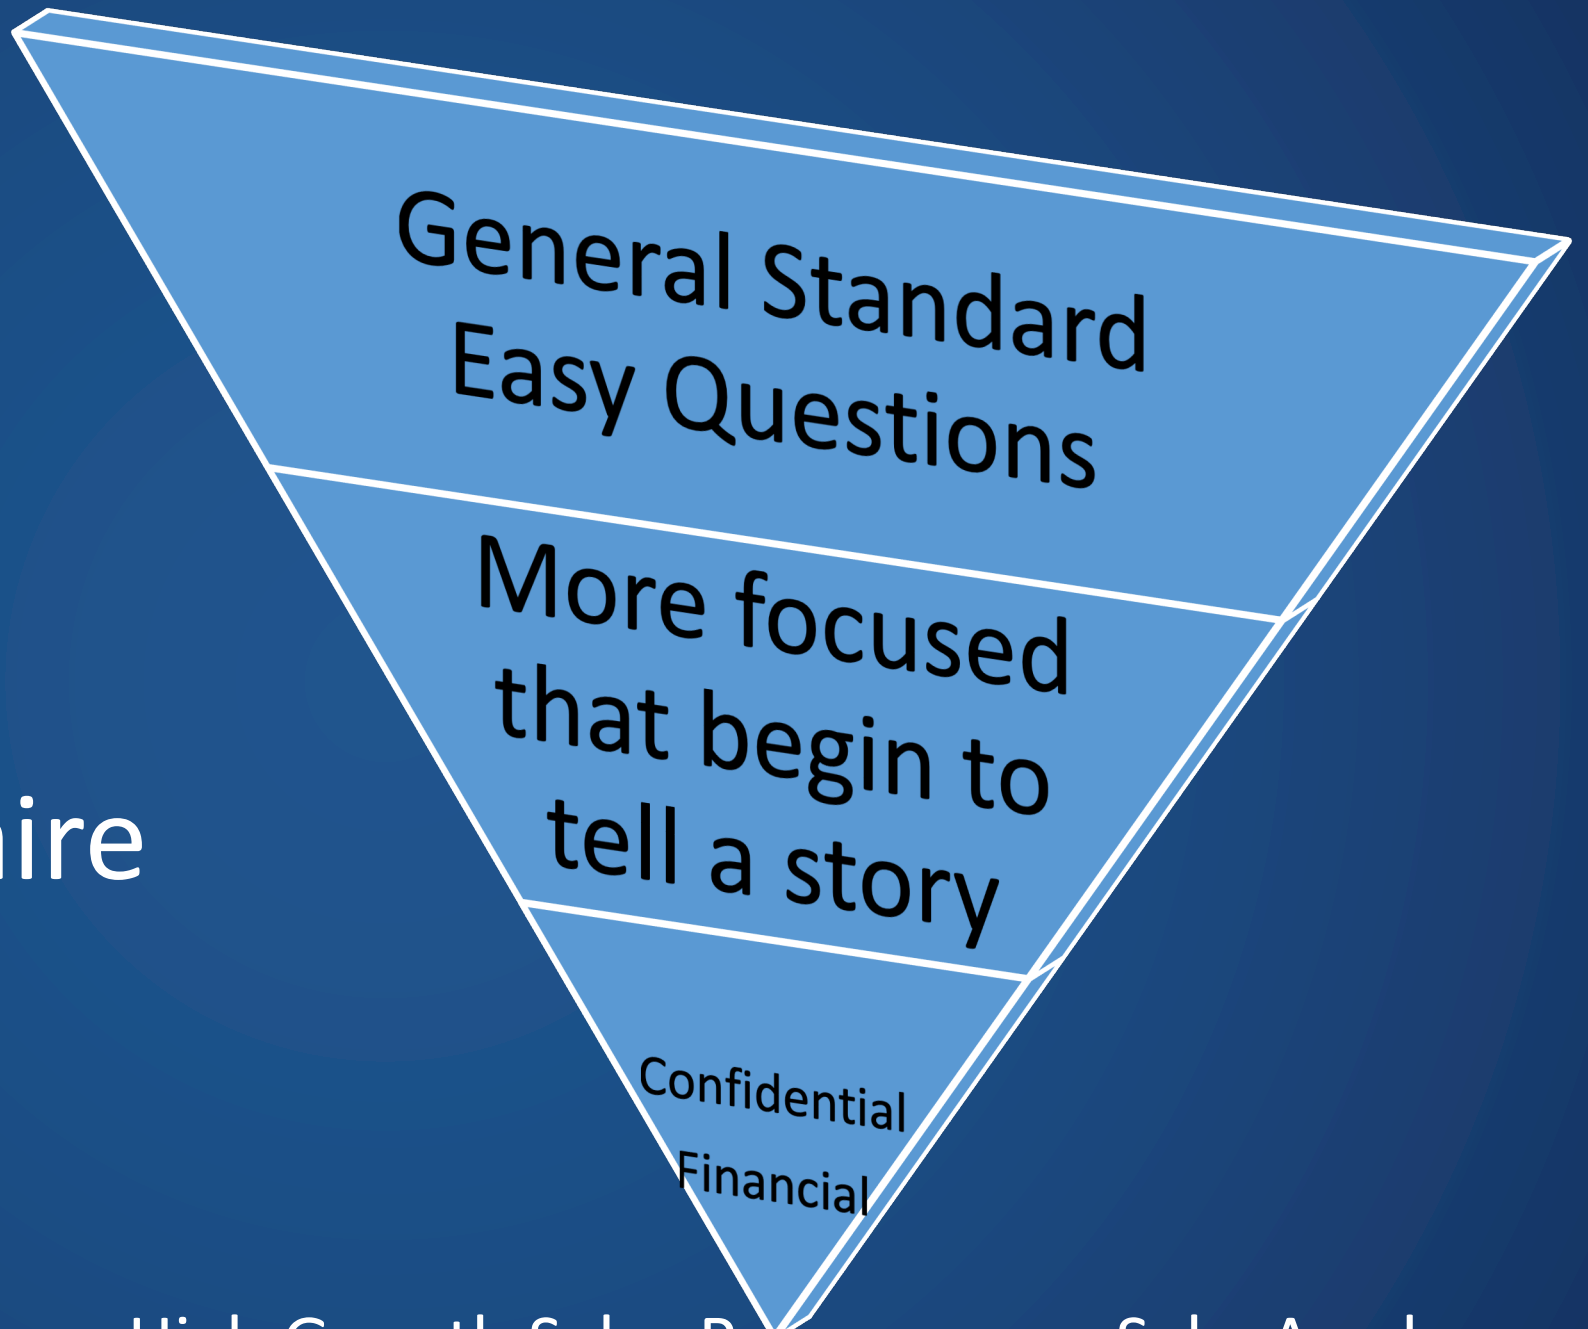 General Standard
Easy Questions
More focused
that begin to
tell a story
Confidential
Financial